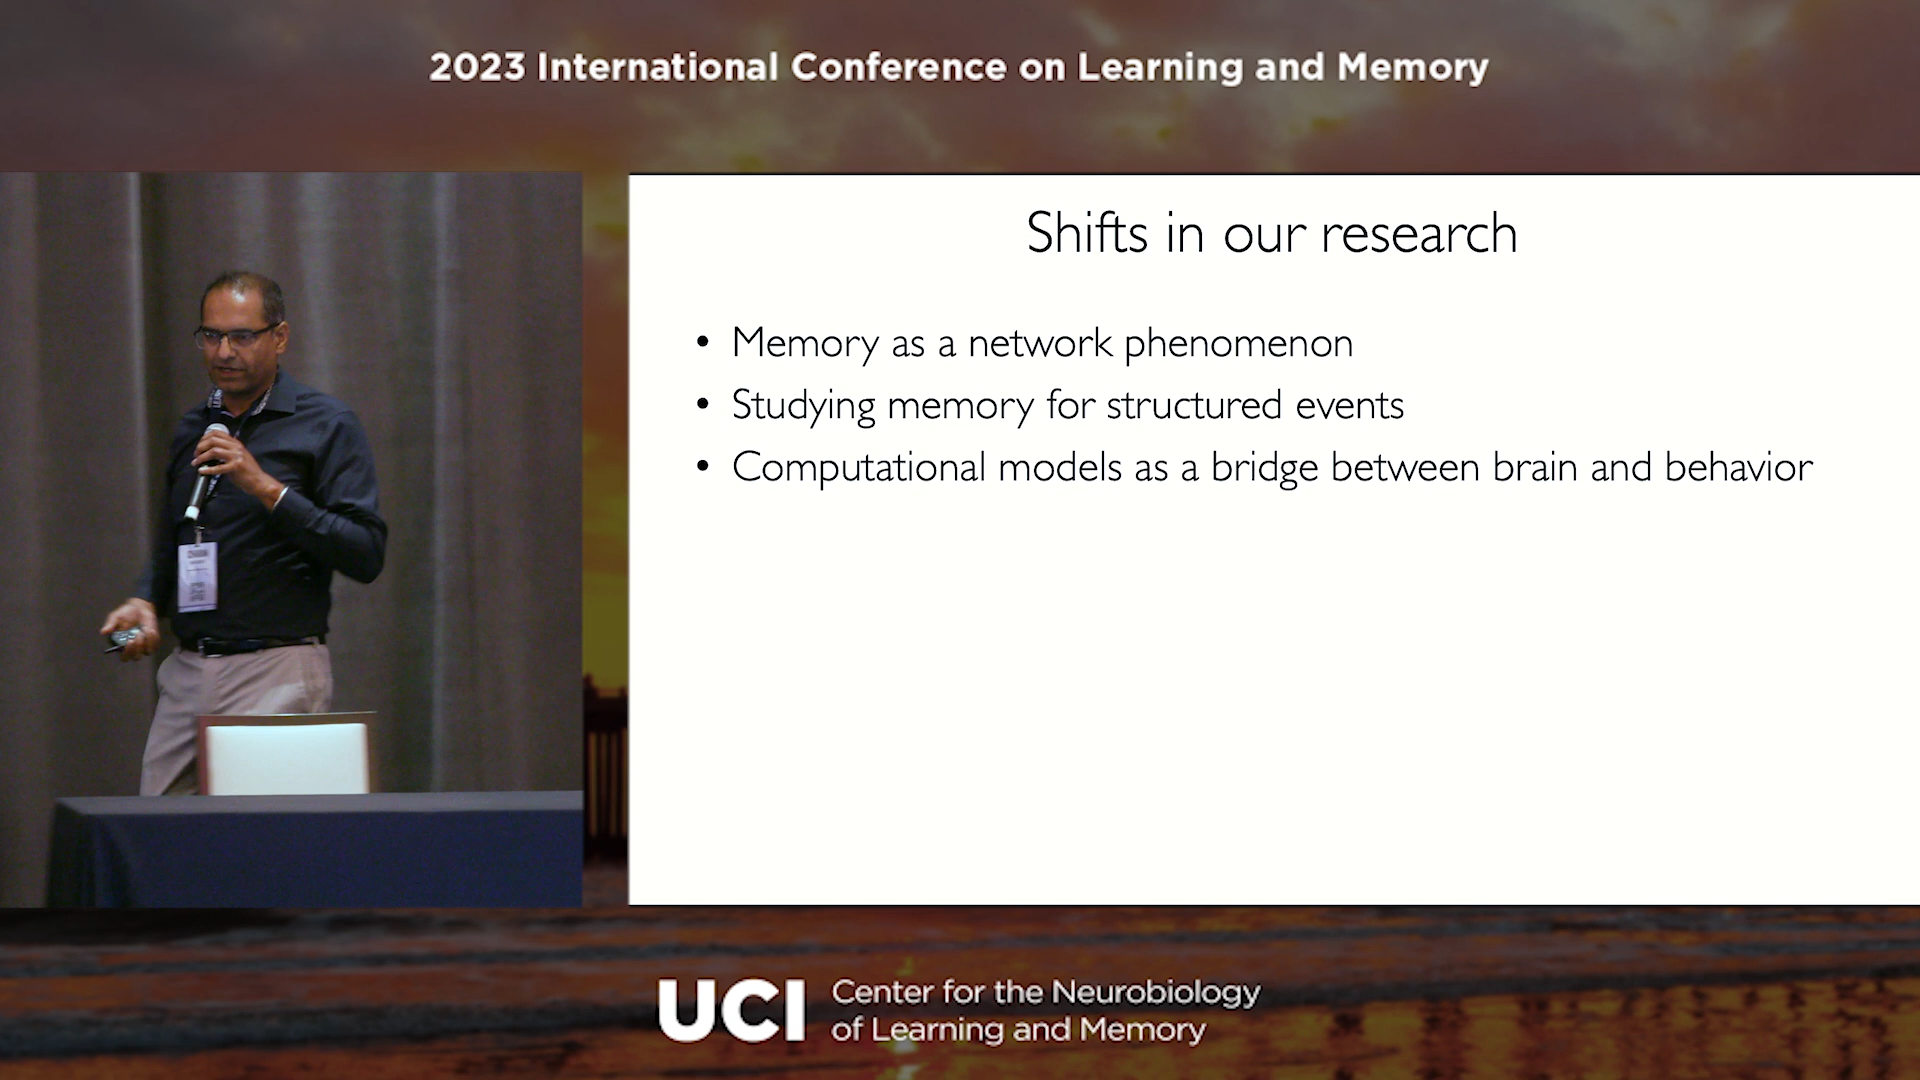 2023 International Conference on Learning and Memory
Shifts in our research
• Memory as a network phenomenon
• Studying memory for structured events
• Computational models as a bridge between brain and behavior
UCI Center for the Neurobiology
of Learning and Memory